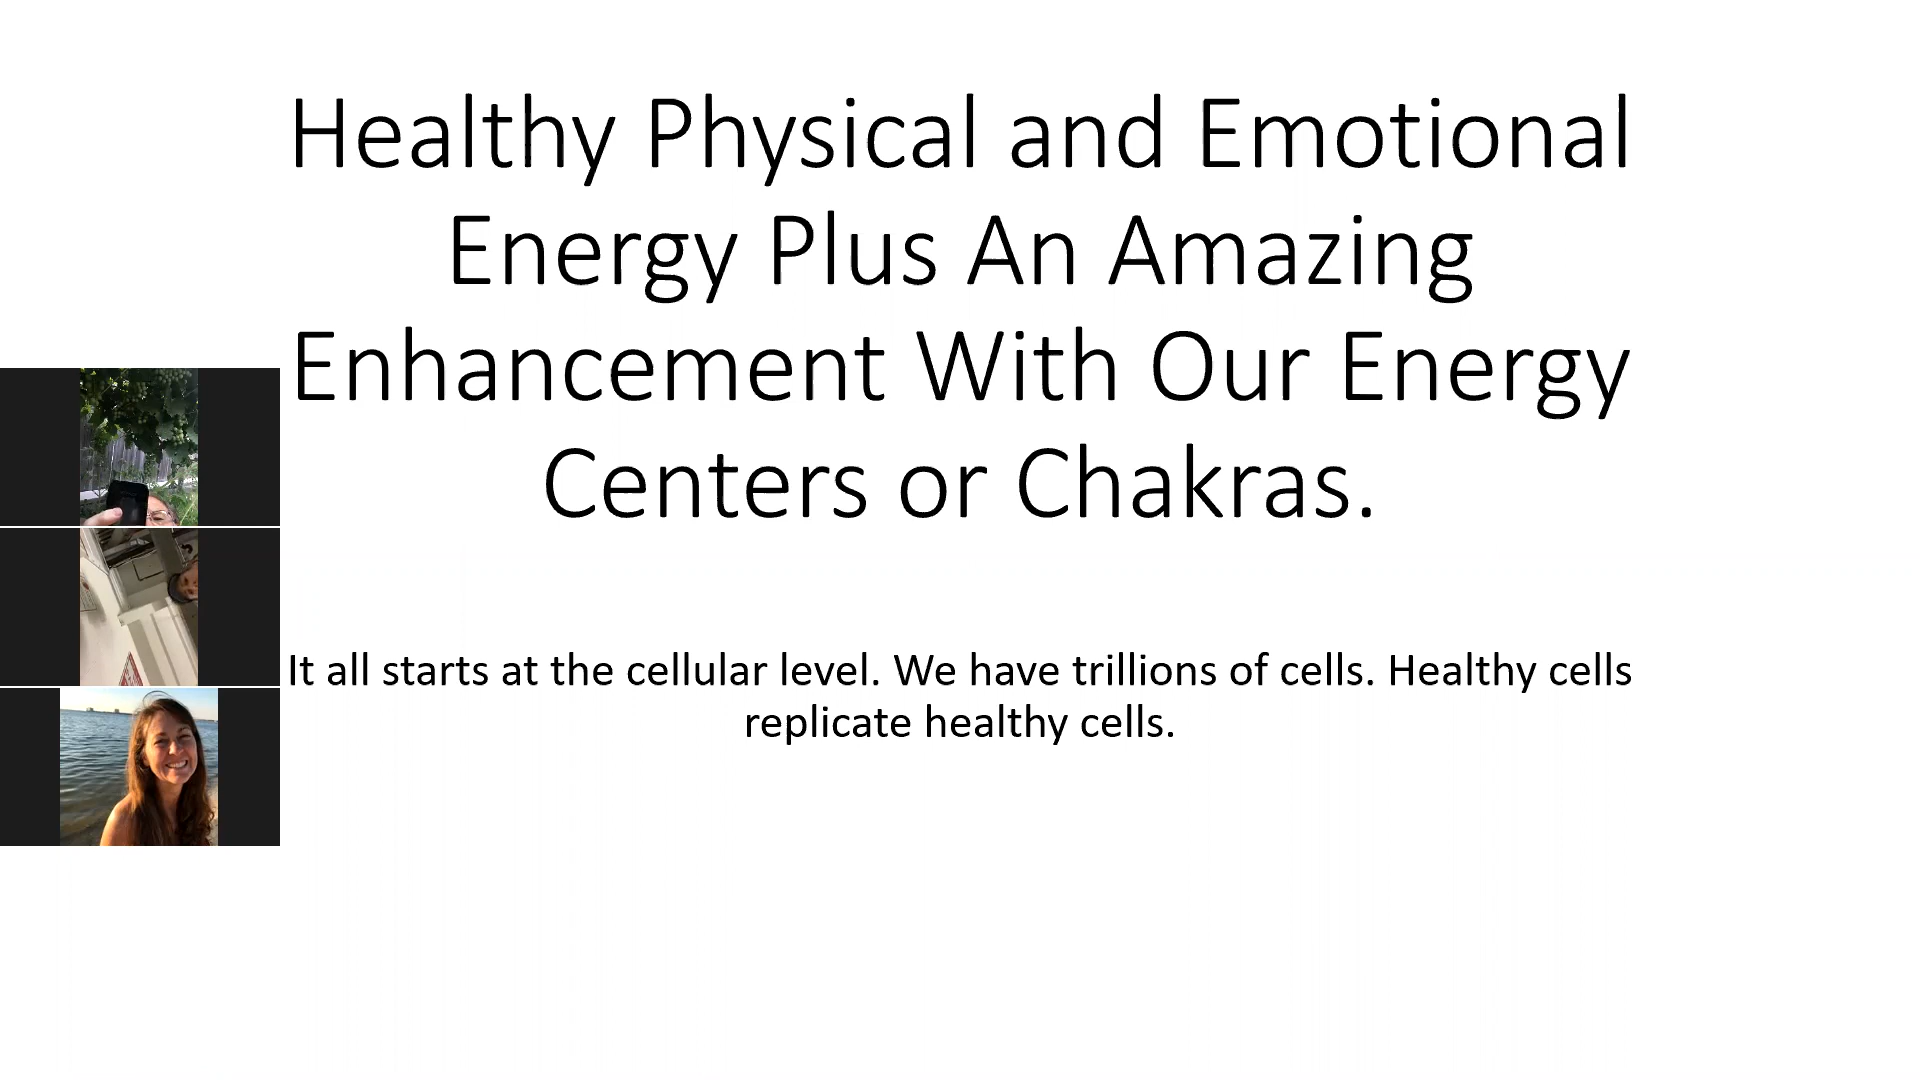 Healthy Physical and Emotional
Energy Plus An Amazing
Enhancement With Our Energy
Centers or Chakras.
It all starts at the cellular level. We have trillions of cells. Healthy cells
replicate healthy cells.